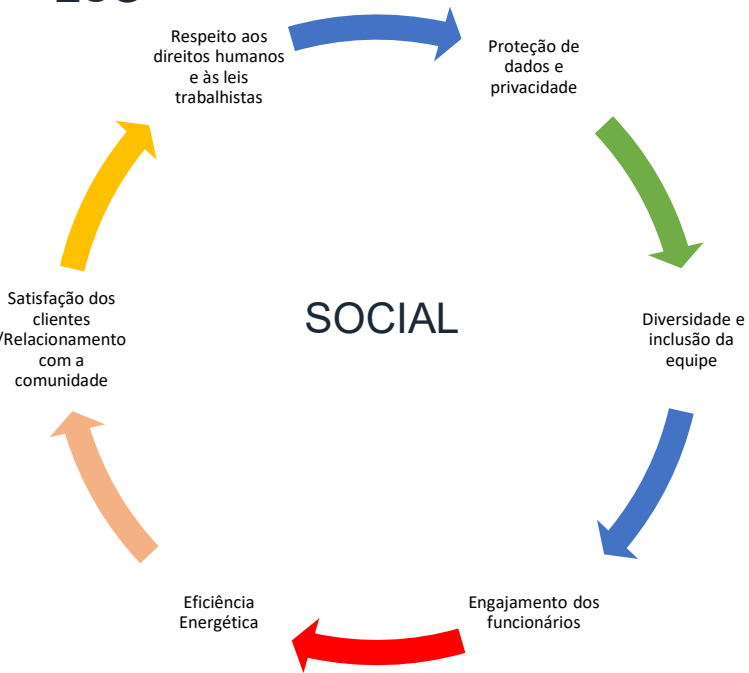 Respeito aos
direitos humanos
e às leis
trabalhistas
Proteção de
dados e
privacidade
Diversidade e
inclusão da
equipe
Engajamento dos
funcionários
Eficiência
Energética
Satisfação dos
clientes
/Relacionamento
com a
comunidade
SOCIAL